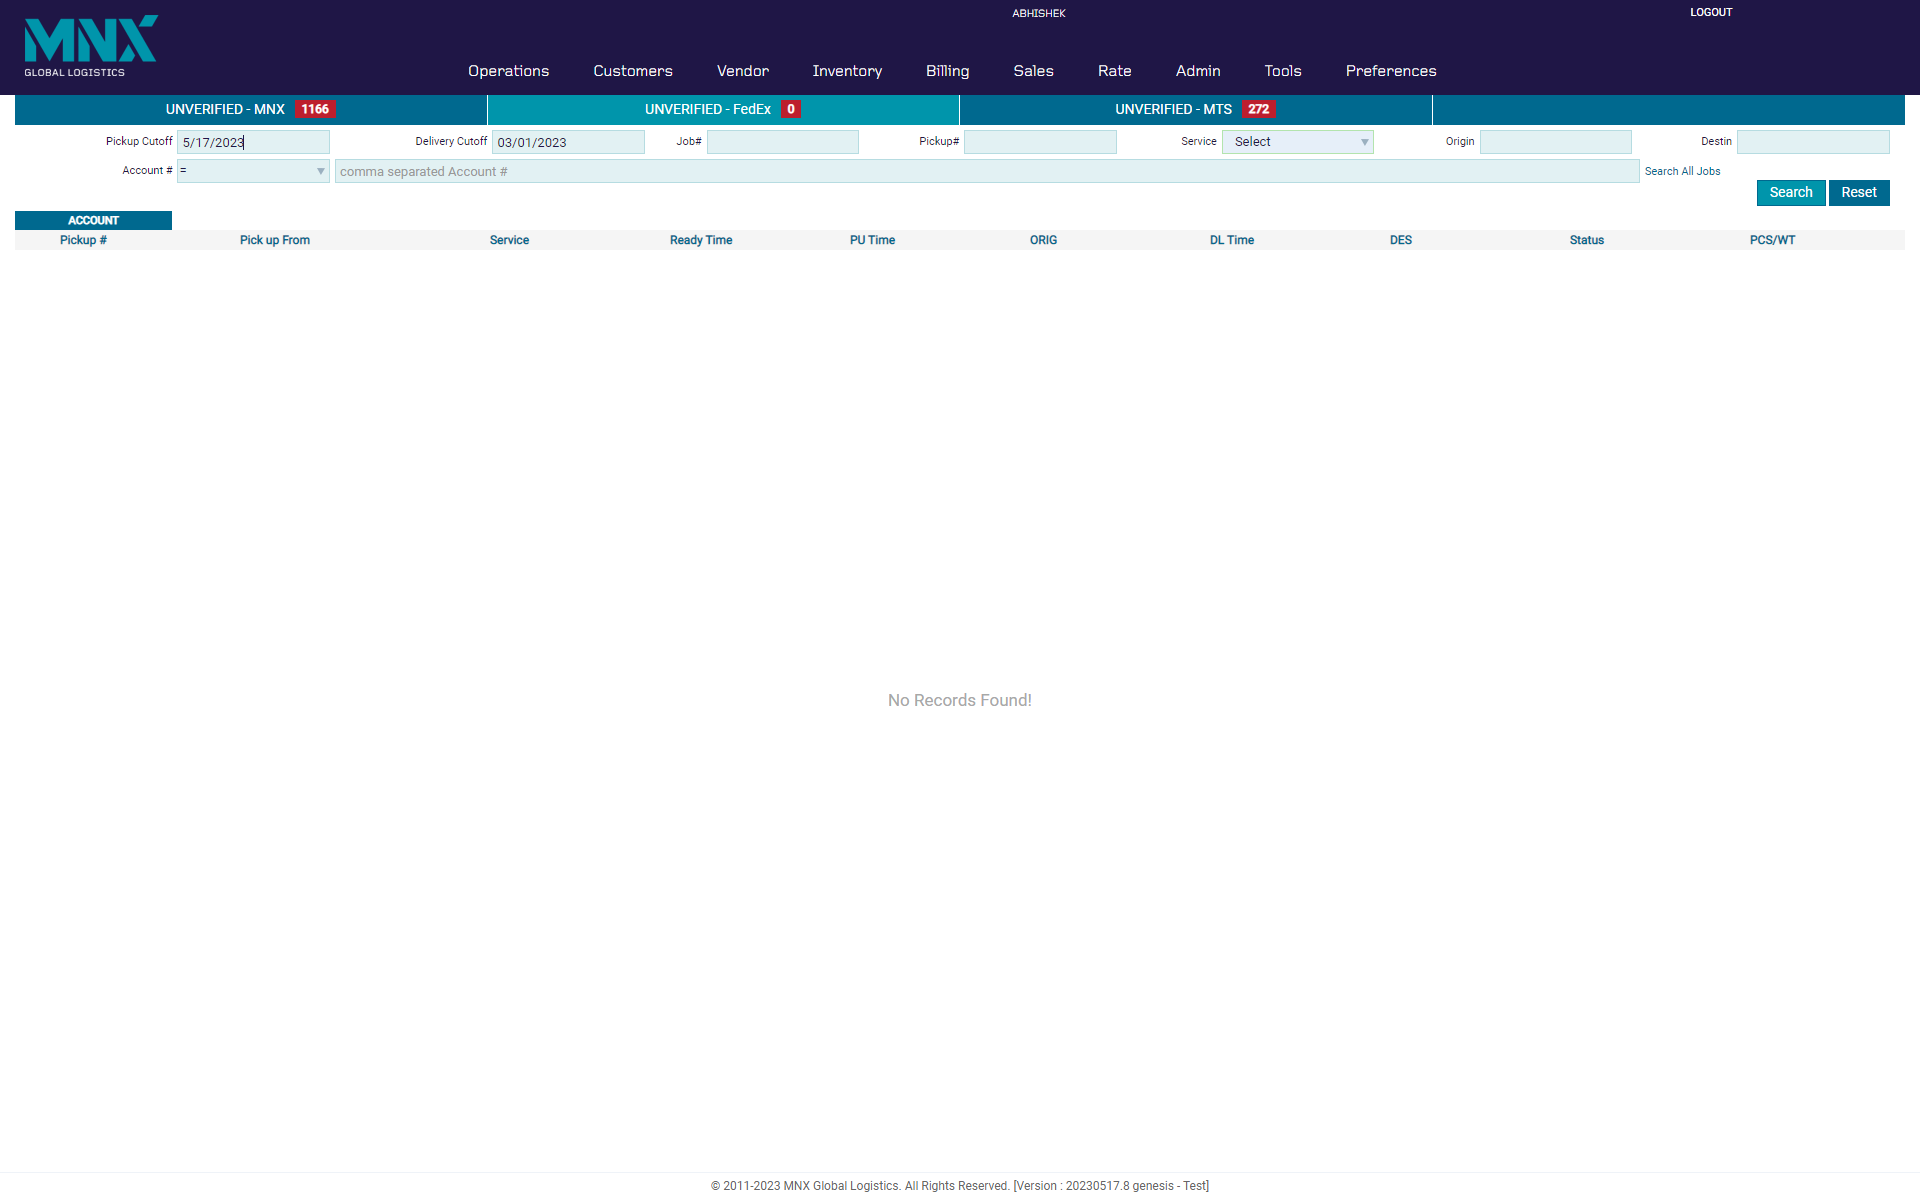 MNX
GLOBAL LOGISTICS
ABHISHEK
LOGOUT
Operations Customers Vendor Inventory Billing Sales Rate Admin Tools Preferences
UNVERIFIED - MNX 1166 UNVERIFIED - FedEx 0 UNVERIFIED - MTS 272
Pickup Cutoff 5/17/2023 Delivery Cutoff 03/01/2023 Job# Pickup# Service Select Origin Destin
Account # = comma separated Account # Search All Jobs
Search Reset
ACCOUNT
Pickup # Pick up From Service Ready Time PU Time ORIG DL Time DES Status PCS/WT
No Records Found!
© 2011-2023 MNX Global Logistics. All Rights Reserved. [Version : 20230517.8 genesis - Test]